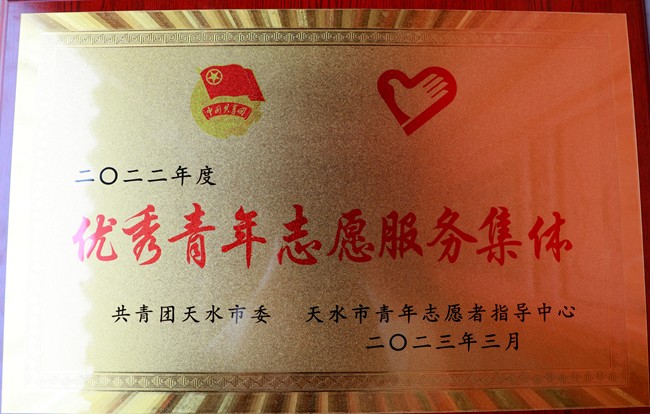 中国共青团
二〇二二年度
优秀青年志愿服务集体
共青团天水市委 天水市青年志愿者指导中心
二〇二三年三月